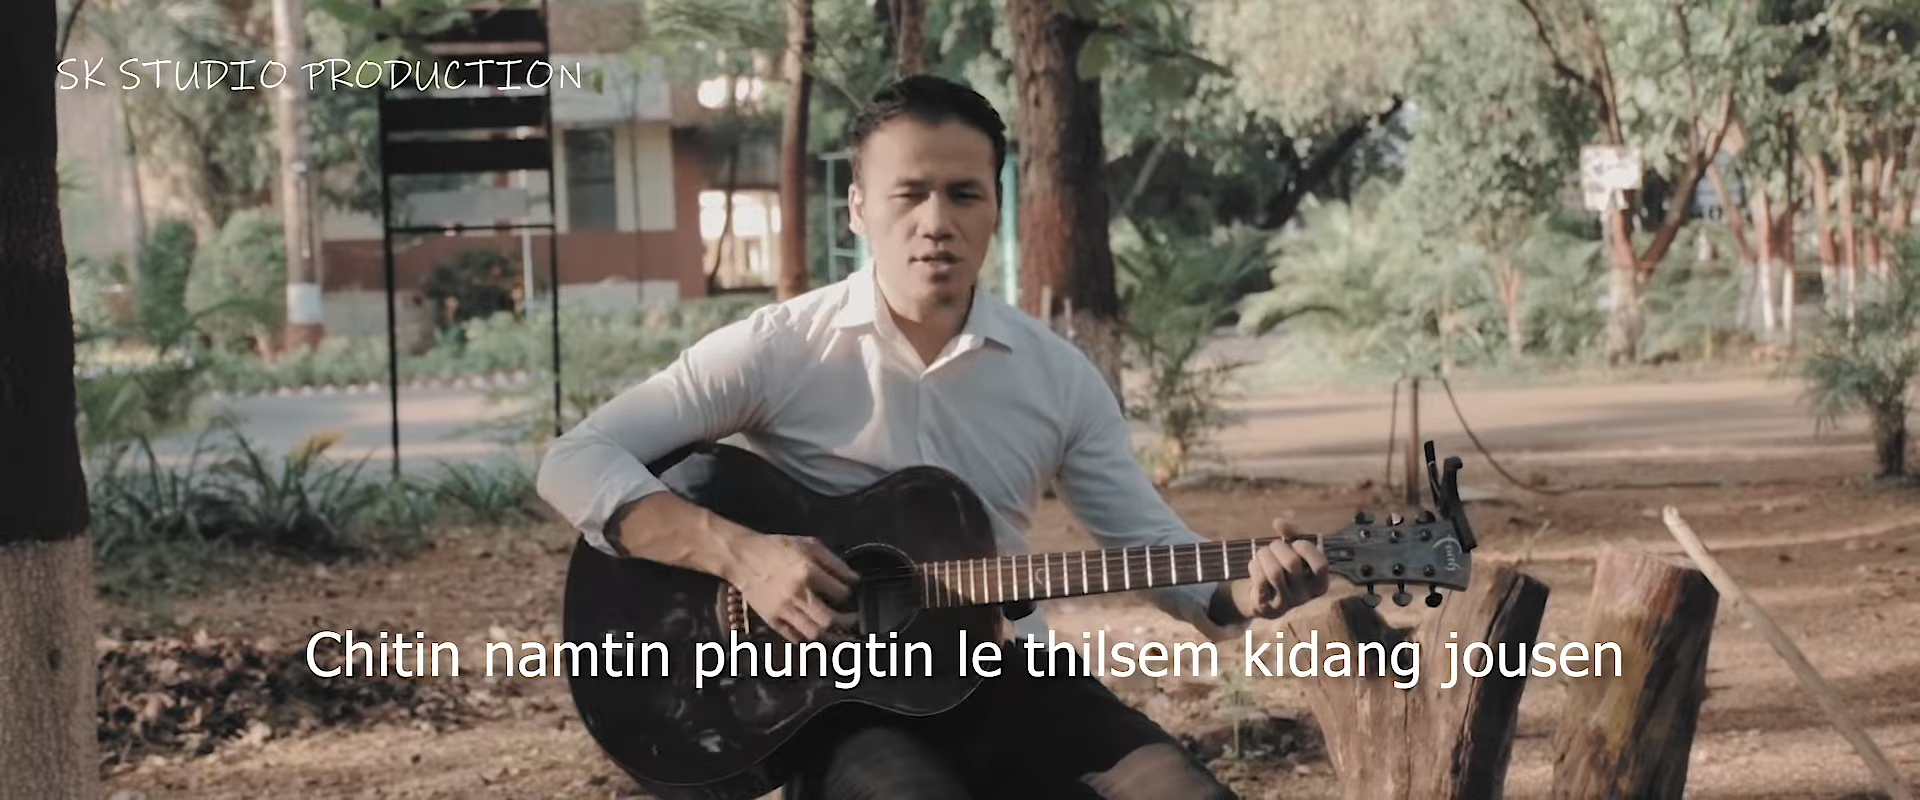 SK STUDIO PRODUCTION
Chitin namtin phungtin le thilsem kidang jousen